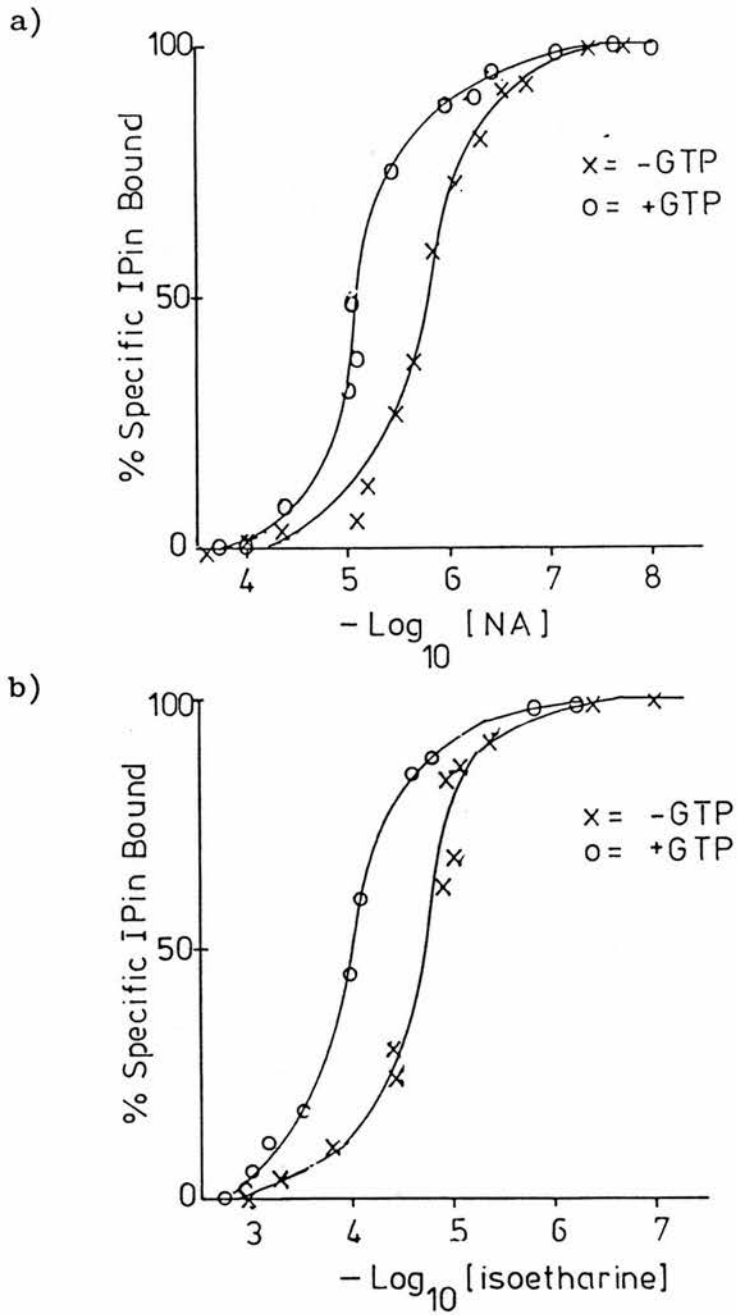 a)
100
50
0
% Specific IPin Bound
x= -GTP
o= +GTP
4 5 6 7 8
-Log10 [NA]
b)
100
50
0
% Specific IPin Bound
x= -GTP
o= +GTP
3 4 5 6 7
-Log10 [isoetharine]